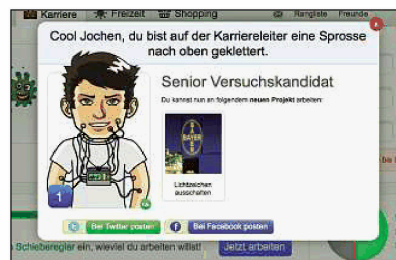 Karriere Freizeit Shopping Rangliste Freunde
Cool Jochen, du bist auf der Karriereleiter eine Sprosse
nach oben geklettert.
Senior Versuchskandidat
Du kannst nun an folgendem neuen Projekt arbeiten:
BAYER
Lichtzeichen
ausschalten
1
Bei Twitter posten Bei Facebook posten
Schieberegler ein, wieviel du arbeiten willst! Jetzt arbeiten